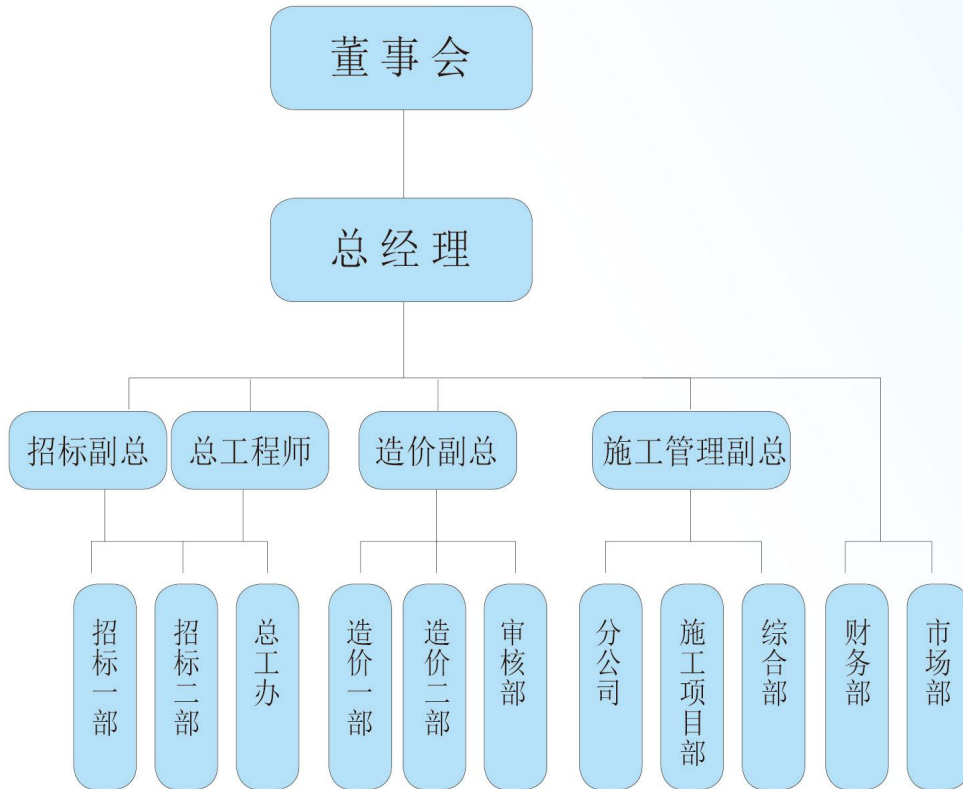 董事会
总经理
招标副总
总工程师
造价副总
施工管理副总
招标一部
招标二部
总工办
造价一部
造价二部
审核部
分公司
施工项目部
综合部
财务部
市场部